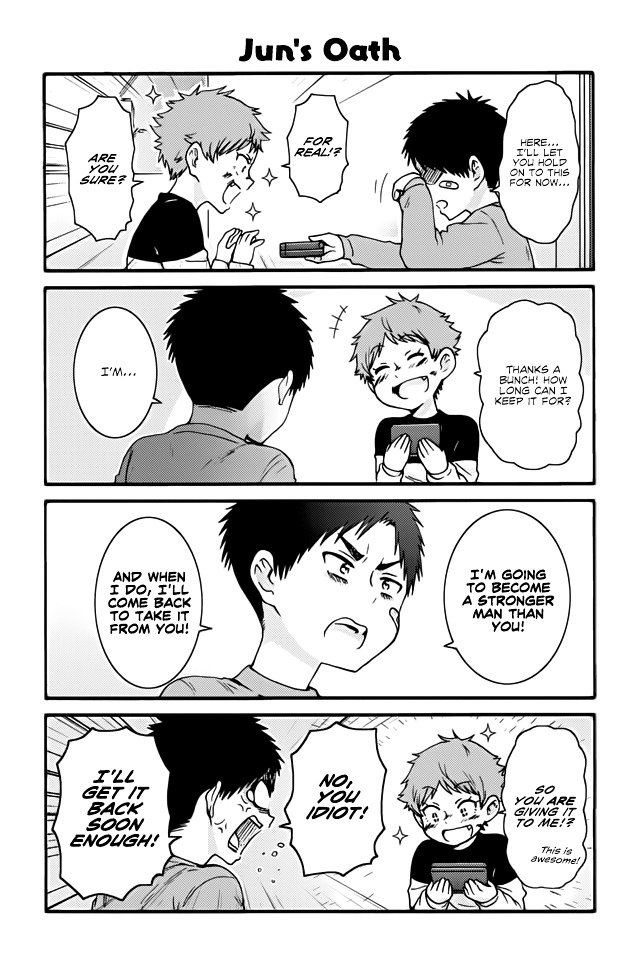 Jun's Oath
HERE...
I'LL LET
YOU HOLD
ON TO THIS
FOR NOW...
FOR
REAL!?
ARE
YOU
SURE?
THANKS A
BUNCH! HOW
LONG CAN I
KEEP IT FOR?
I'M...
I'M GOING
TO BECOME
A STRONGER
MAN THAN
YOU!
AND WHEN
I DO, I'LL
COME BACK
TO TAKE IT
FROM YOU!
SO
YOU ARE
GIVING IT
TO ME!?
This is
awesome!
NO,
YOU
IDIOT!
I'LL
GET IT
BACK
SOON
ENOUGH!